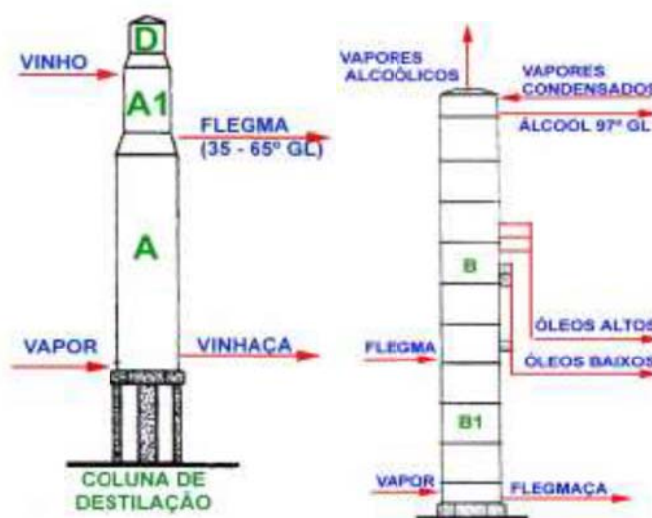 D
VINHO
A1
FLEGMA
(35 - 65º GL)
A
VAPOR
VINHAÇA
COLUNA DE
DESTILAÇÃO
VAPORES
ALCOÓLICOS
VAPORES
CONDENSADOS
ÁLCOOL 97º GL
B
ÓLEOS ALTOS
FLEGMA
ÓLEOS BAIXOS
B1
VAPOR
FLEGMAÇA